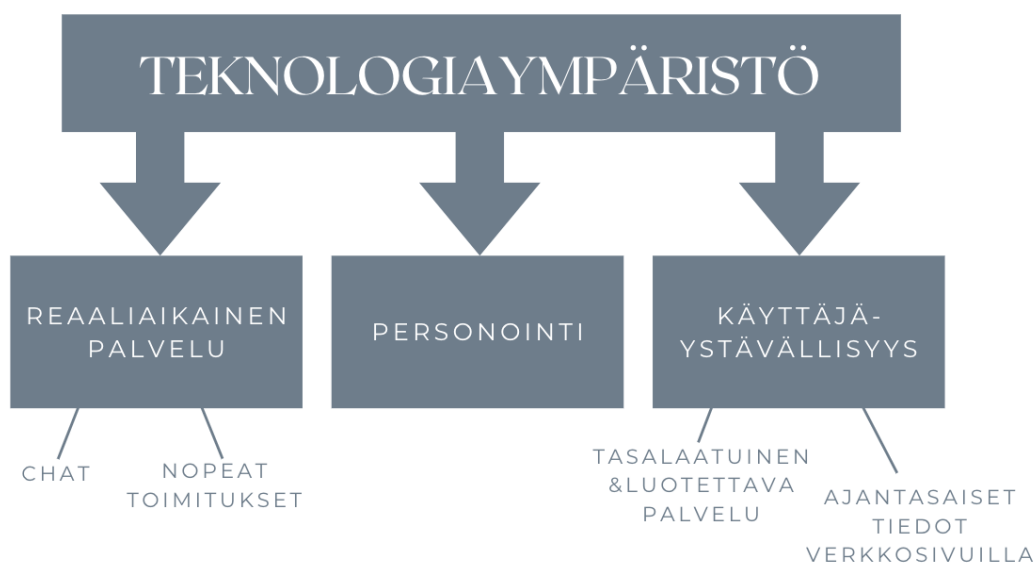 TEKNOLOGIAYMPÄRISTÖ
REAALIAIKAINEN
PALVELU
PERSONOINTI
KÄYTTÄJÄ-
YSTÄVÄLLISYYS
CHAT
NOPEAT
TOIMITUKSET
TASALAATUINEN
&LUOTETTAVA
PALVELU
AJANTASAISET
TIEDOT
VERKKOSIVUILLA